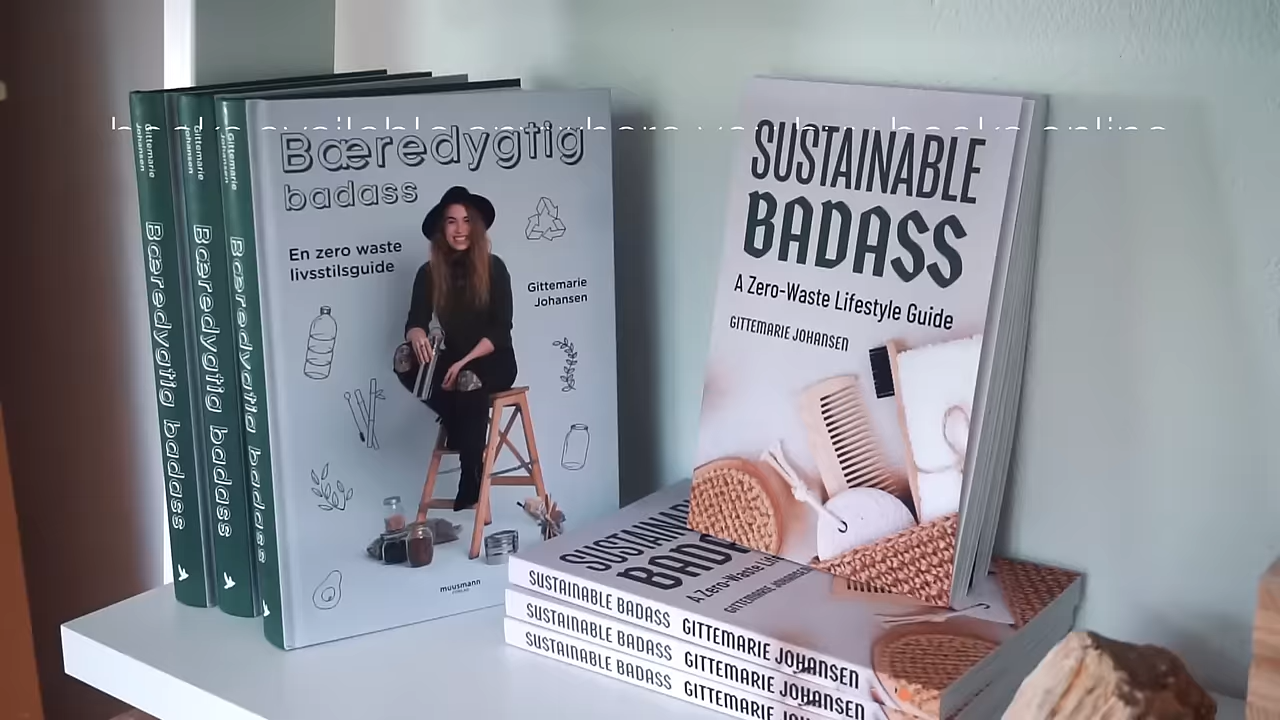 Gittemarie
Johansen
Bæredygtig badass
Gittemarie
Johansen
Bæredygtig badass
Gittemarie
Johansen
Bæredygtig badass
Bæredygtig
badass
En zero waste
livsstilsguide
Gittemarie
Johansen
muusmann
SUSTAINABLE
BADASS
A Zero-Waste Lifestyle Guide
GITTEMARIE JOHANSEN
SUSTAINABLE BADASS GITTEMARIE JOHANSEN
SUSTAINABLE BADASS GITTEMARIE JOHANSEN
SUSTAINABLE BADASS GITTEMARIE JOHANSEN